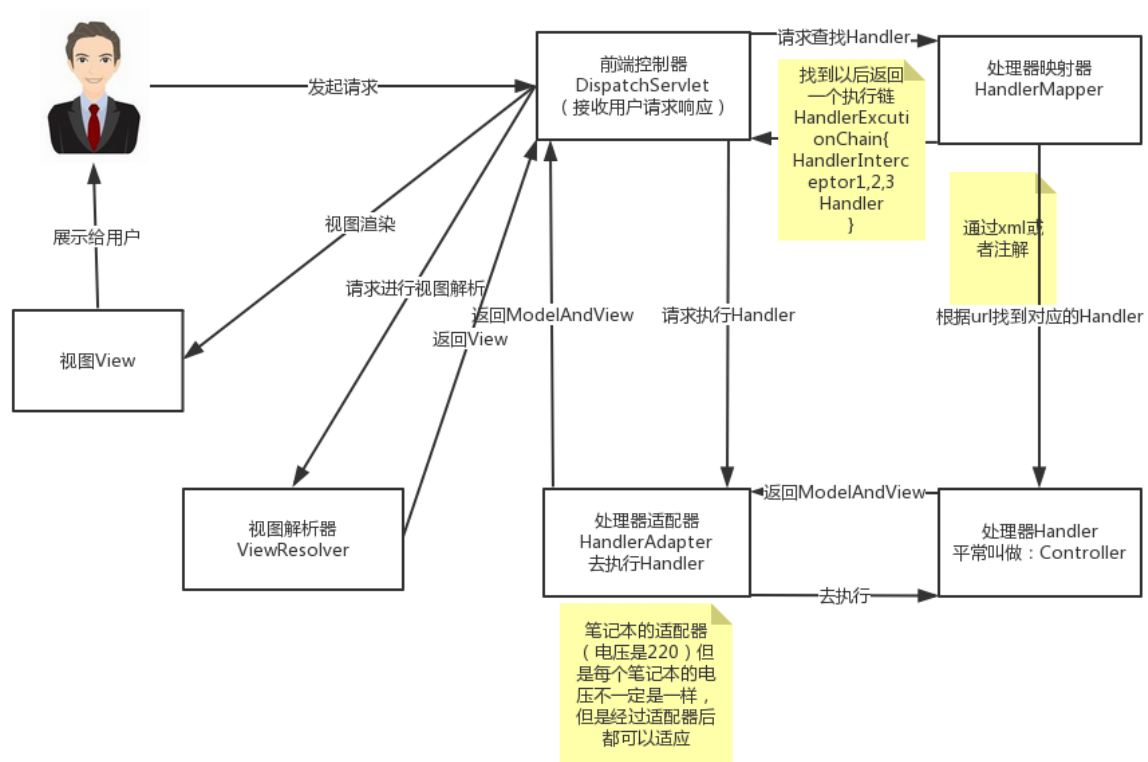 发起请求
前端控制器
DispatchServlet
（接收用户请求响应）
请求查找Handler
处理器映射器
HandlerMapper
找到以后返回
一个执行链
HandlerExcuti
onChain{
HandlerInterc
eptor1,2,3
Handler
}
通过xml或
者注解
根据url找到对应的Handler
展示给用户
视图渲染
请求进行视图解析
返回View
返回ModelAndView
请求执行Handler
视图View
视图解析器
ViewResolver
处理器适配器
HandlerAdapter
去执行Handler
返回ModelAndView
去执行
处理器Handler
平常叫做：Controller
笔记本的适配器
（电压是220）但
是每个笔记本的电
压不一定是一样，
但是经过适配器后
都可以适应